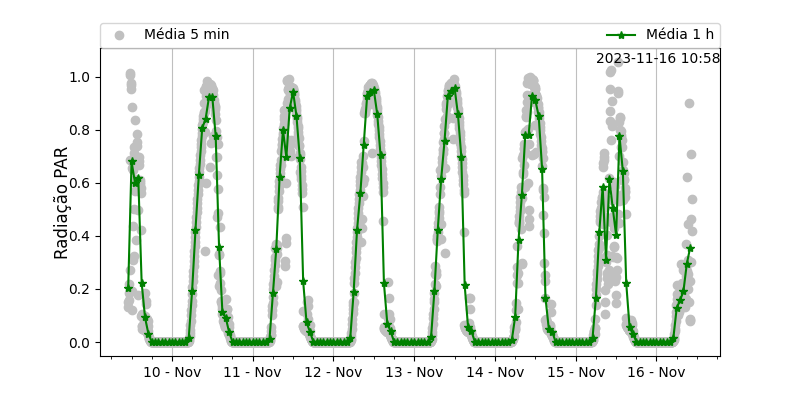 Média 5 min
Média 1 h
2023-11-16 10:58
Radiação PAR
1.0
0.8
0.6
0.4
0.2
0.0
10 - Nov
11 - Nov
12 - Nov
13 - Nov
14 - Nov
15 - Nov
16 - Nov